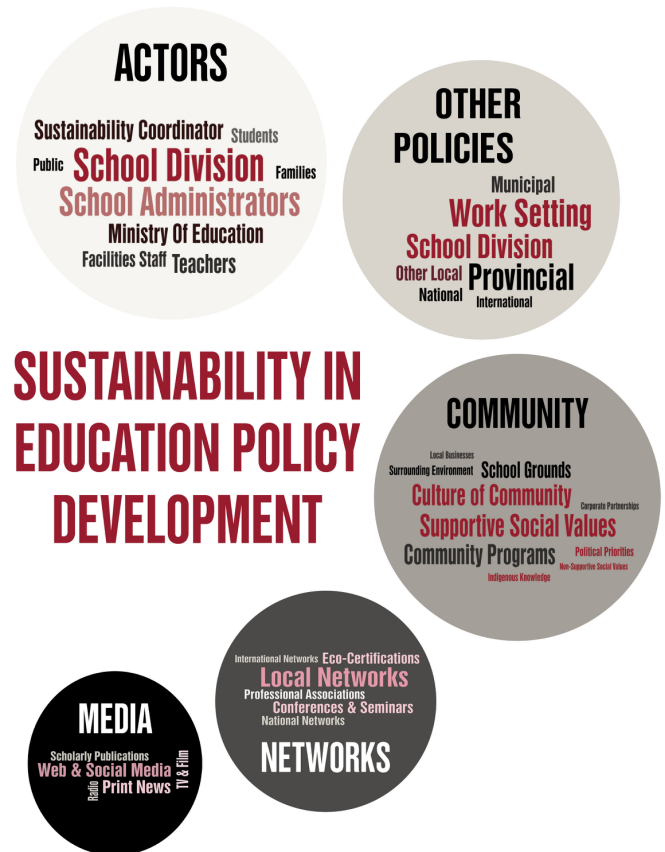 ACTORS
Sustainability Coordinator Students
Public School Division Families
School Administrators
Ministry Of Education
Facilities Staff Teachers
OTHER
POLICIES
Municipal
Work Setting
School Division
Other Local Provincial
National International
SUSTAINABILITY IN
EDUCATION POLICY
DEVELOPMENT
COMMUNITY
Local Businesses
Surrounding Environment School Grounds
Culture of Community Corporate Partnerships
Supportive Social Values
Community Programs Political Priorities
Non-Supportive Social Values
Indigenous Knowledge
International Networks Eco-Certifications
Local Networks
Professional Associations
Conferences & Seminars
National Networks
NETWORKS
MEDIA
Scholarly Publications
Web & Social Media
Radio Print News TV & Film